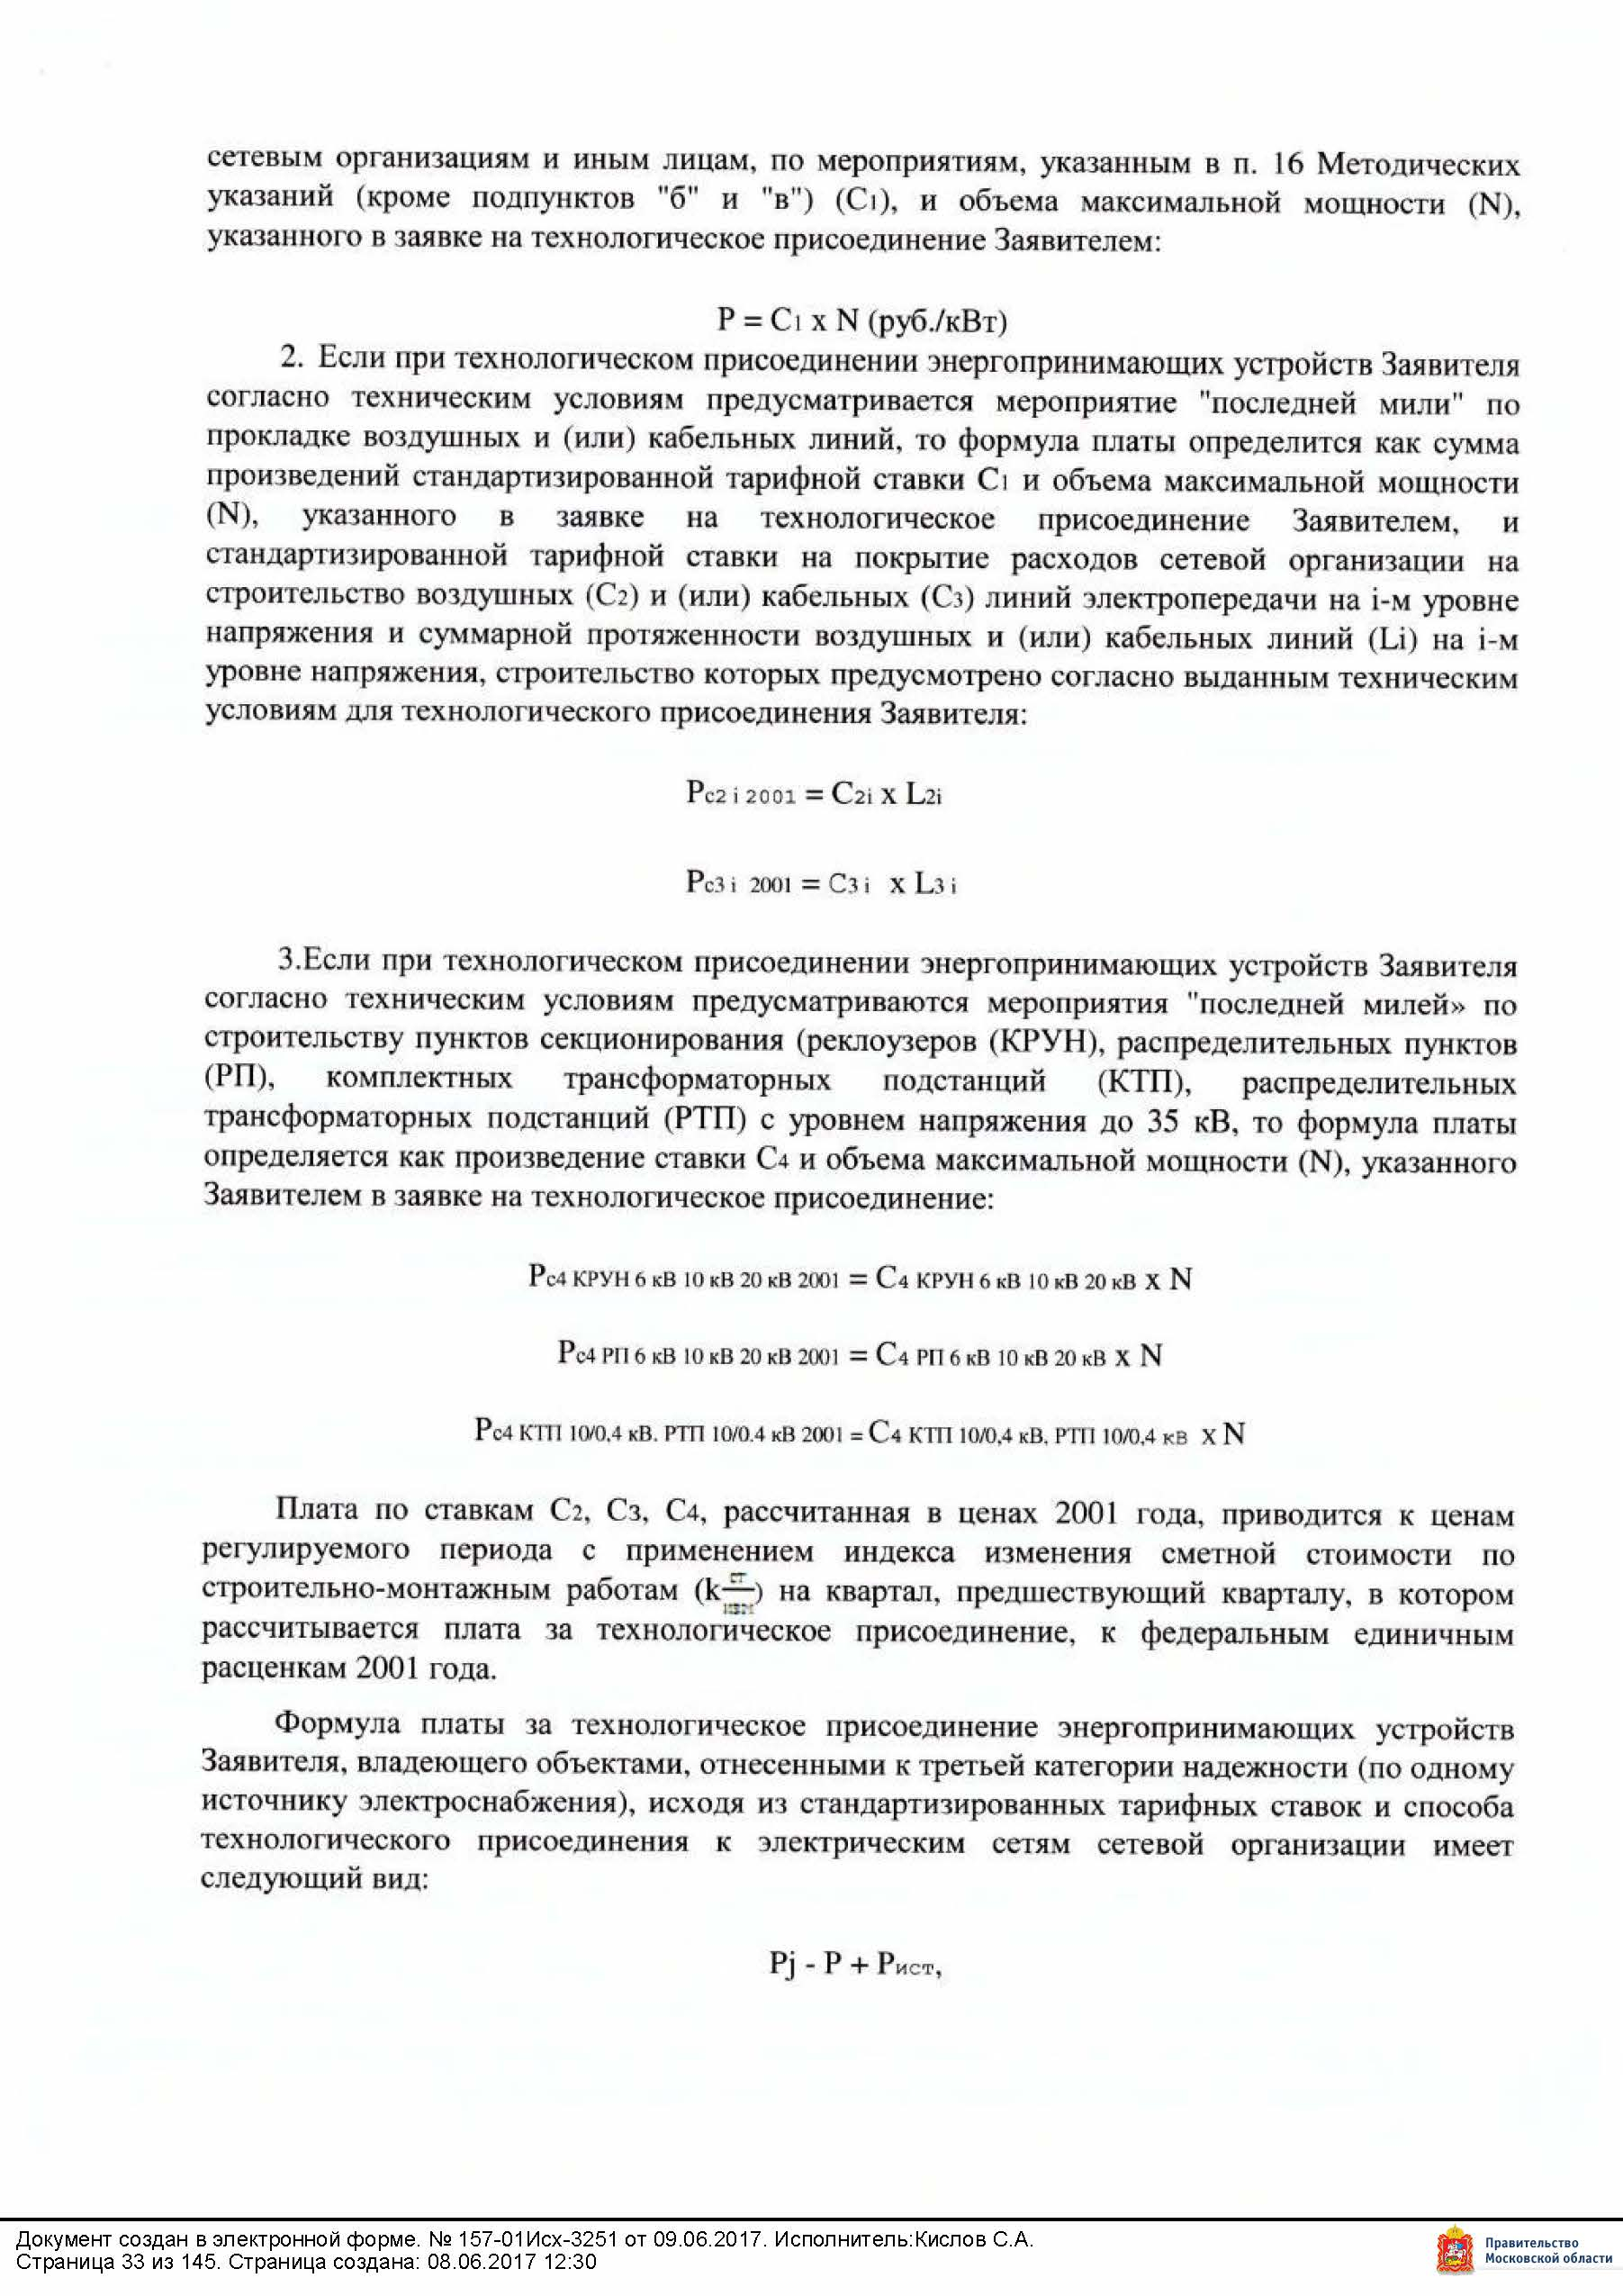 сетевым организациям и иным лицам, по мероприятиям, указанным в п. 16 Методических
указаний (кроме подпунктов "б" и "в") (С1), и объема максимальной мощности (N),
указанного в заявке на технологическое присоединение Заявителем:
P = C1 x N (руб./кВт)
2. Если при технологическом присоединении энергопринимающих устройств Заявителя
согласно техническим условиям предусматривается мероприятие "последней мили" по
прокладке воздушных и (или) кабельных линий, то формула платы определится как сумма
произведений стандартизированной тарифной ставки С1 и объема максимальной мощности
(N), указанного в заявке на технологическое присоединение Заявителем, и
стандартизированной тарифной ставки на покрытие расходов сетевой организации на
строительство воздушных (С2) и (или) кабельных (С3) линий электропередачи на i-м уровне
напряжения и суммарной протяженности воздушных и (или) кабельных линий (Li) на i-м
уровне напряжения, строительство которых предусмотрено согласно выданным техническим
условиям для технологического присоединения Заявителя:
Pc2 i 2001 = C2i x L2i
Pc3 i 2001 = C3 i x L3 i
3.Если при технологическом присоединении энергопринимающих устройств Заявителя
согласно техническим условиям предусматриваются мероприятия "последней милей» по
строительству пунктов секционирования (реклоузеров (КРУН), распределительных пунктов
(РП), комплектных трансформаторных подстанций (КТП), распределительных
трансформаторных подстанций (РТП) с уровнем напряжения до 35 кВ, то формула платы
определяется как произведение ставки С4 и объема максимальной мощности (N), указанного
Заявителем в заявке на технологическое присоединение:
Pc4 КРУН 6 кВ 10 кВ 20 кВ 2001 = C4 КРУН 6 кВ 10 кВ 20 кВ x N
Pc4 РП 6 кВ 10 кВ 20 кВ 2001 = C4 РП 6 кВ 10 кВ 20 кВ x N
Pc4 КТП 10/0,4 кВ. РТП 10/0.4 кВ 2001 = C4 КТП 10/0,4 кВ, РТП 10/0,4 кВ x N
Плата по ставкам С2, С3, С4, рассчитанная в ценах 2001 года, приводится к ценам
регулируемого периода с применением индекса изменения сметной стоимости по
строительно-монтажным работам (k ст изм) на квартал, предшествующий кварталу, в котором
рассчитывается плата за технологическое присоединение, к федеральным единичным
расценкам 2001 года.
Формула платы за технологическое присоединение энергопринимающих устройств
Заявителя, владеющего объектами, отнесенными к третьей категории надежности (по одному
источнику электроснабжения), исходя из стандартизированных тарифных ставок и способа
технологического присоединения к электрическим сетям сетевой организации имеет
следующий вид:
Pj - P + Pист,
Документ создан в электронной форме. № 157-01Исх-3251 от 09.06.2017. Исполнитель:Кислов С.А.
Страница 33 из 145. Страница создана: 08.06.2017 12:30
Правительство
Московской области